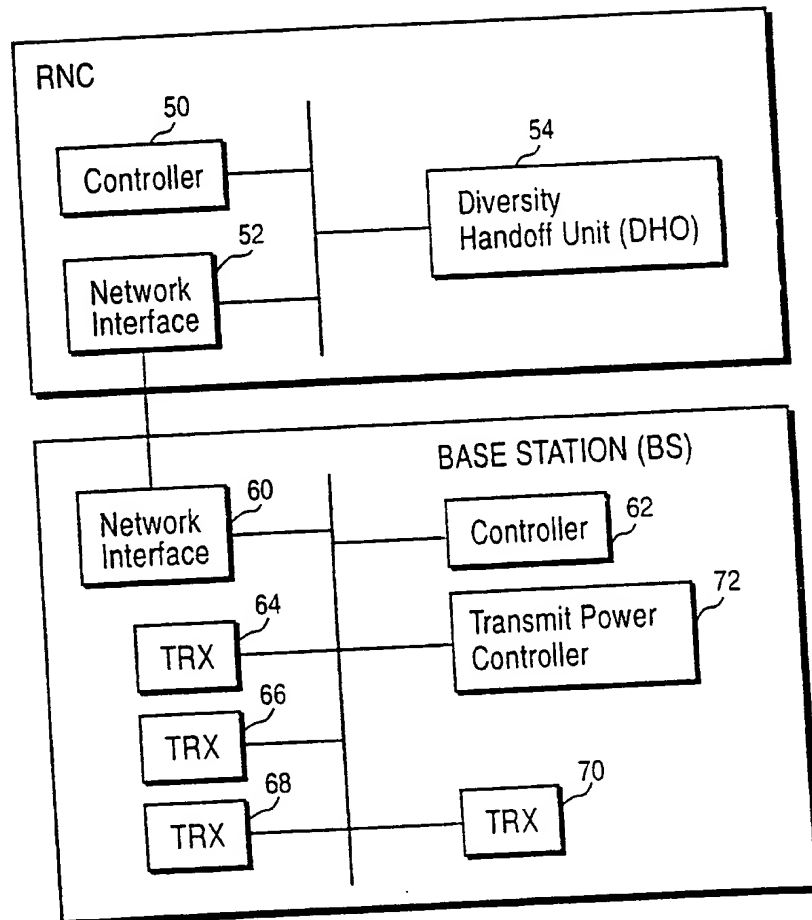 RNC
50
Controller
52
Network
Interface
54
Diversity
Handoff Unit (DHO)
BASE STATION (BS)
60
Network
Interface
Controller
62
64
TRX
72
Transmit Power
Controller
66
TRX
68
TRX
70
TRX